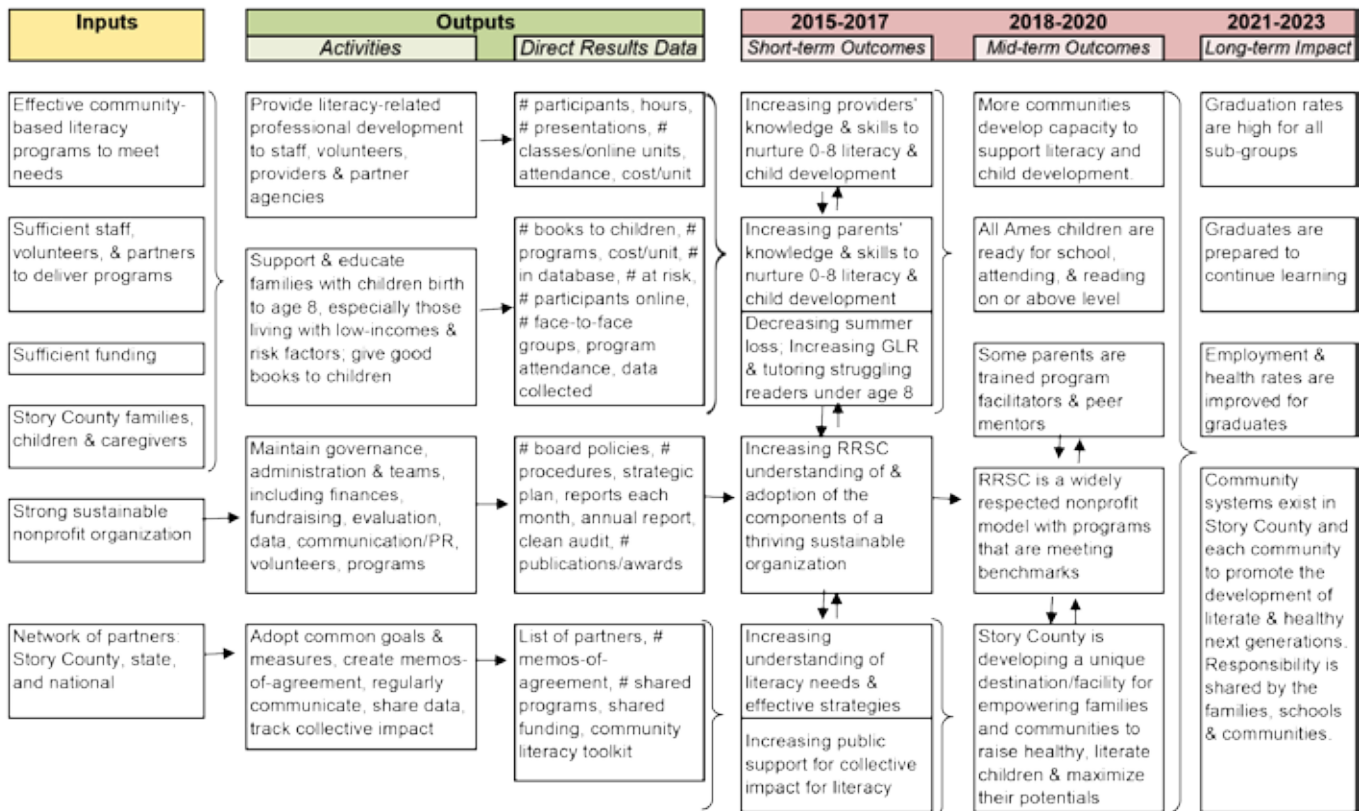 Inputs
Outputs
Activities
Direct Results Data
2015-2017
Short-term Outcomes
2018-2020
Mid-term Outcomes
2021-2023
Long-term Impact
Effective community-
based literacy
programs to meet
needs
Sufficient staff,
volunteers, & partners
to deliver programs
Sufficient funding
Story County families,
children & caregivers
Strong sustainable
nonprofit organization
Network of partners:
Story County, state,
and national
Provide literacy-related
professional development
to staff, volunteers,
providers & partner
agencies
Support & educate
families with children birth
to age 8, especially those
living with low-incomes &
risk factors; give good
books to children
Maintain governance,
administration & teams,
including finances,
fundraising, evaluation,
data, communication/PR,
volunteers, programs
Adopt common goals &
measures, create memos-
of-agreement, regularly
communicate, share data,
track collective impact
# participants, hours,
# presentations, #
classes/online units,
attendance, cost/unit
# books to children, #
programs, cost/unit, #
in database, # at risk,
# participants online,
# face-to-face
groups, program
attendance, data
collected
# board policies, #
procedures, strategic
plan, reports each
month, annual report,
clean audit, #
publications/awards
List of partners, #
memos-of-
agreement, # shared
programs, shared
funding, community
literacy toolkit
Increasing providers'
knowledge & skills to
nurture 0-8 literacy &
child development
Increasing parents'
knowledge & skills to
nurture 0-8 literacy &
child development
Decreasing summer
loss; Increasing GLR
& tutoring struggling
readers under age 8
Increasing RRSC
understanding of &
adoption of the
components of a
thriving sustainable
organization
Increasing
understanding of
literacy needs &
effective strategies
Increasing public
support for collective
impact for literacy
More communities
develop capacity to
support literacy and
child development.
All Ames children are
ready for school,
attending, & reading
on or above level
Some parents are
trained program
facilitators & peer
mentors
RRSC is a widely
respected nonprofit
model with programs
that are meeting
benchmarks
Story County is
developing a unique
destination/facility for
empowering families
and communities to
raise healthy, literate
children & maximize
their potentials
Graduation rates
are high for all
sub-groups
Graduates are
prepared to
continue learning
Employment &
health rates are
improved for
graduates
Community
systems exist in
Story County and
each community
to promote the
development of
literate & healthy
next generations.
Responsibility is
shared by the
families, schools
& communities.